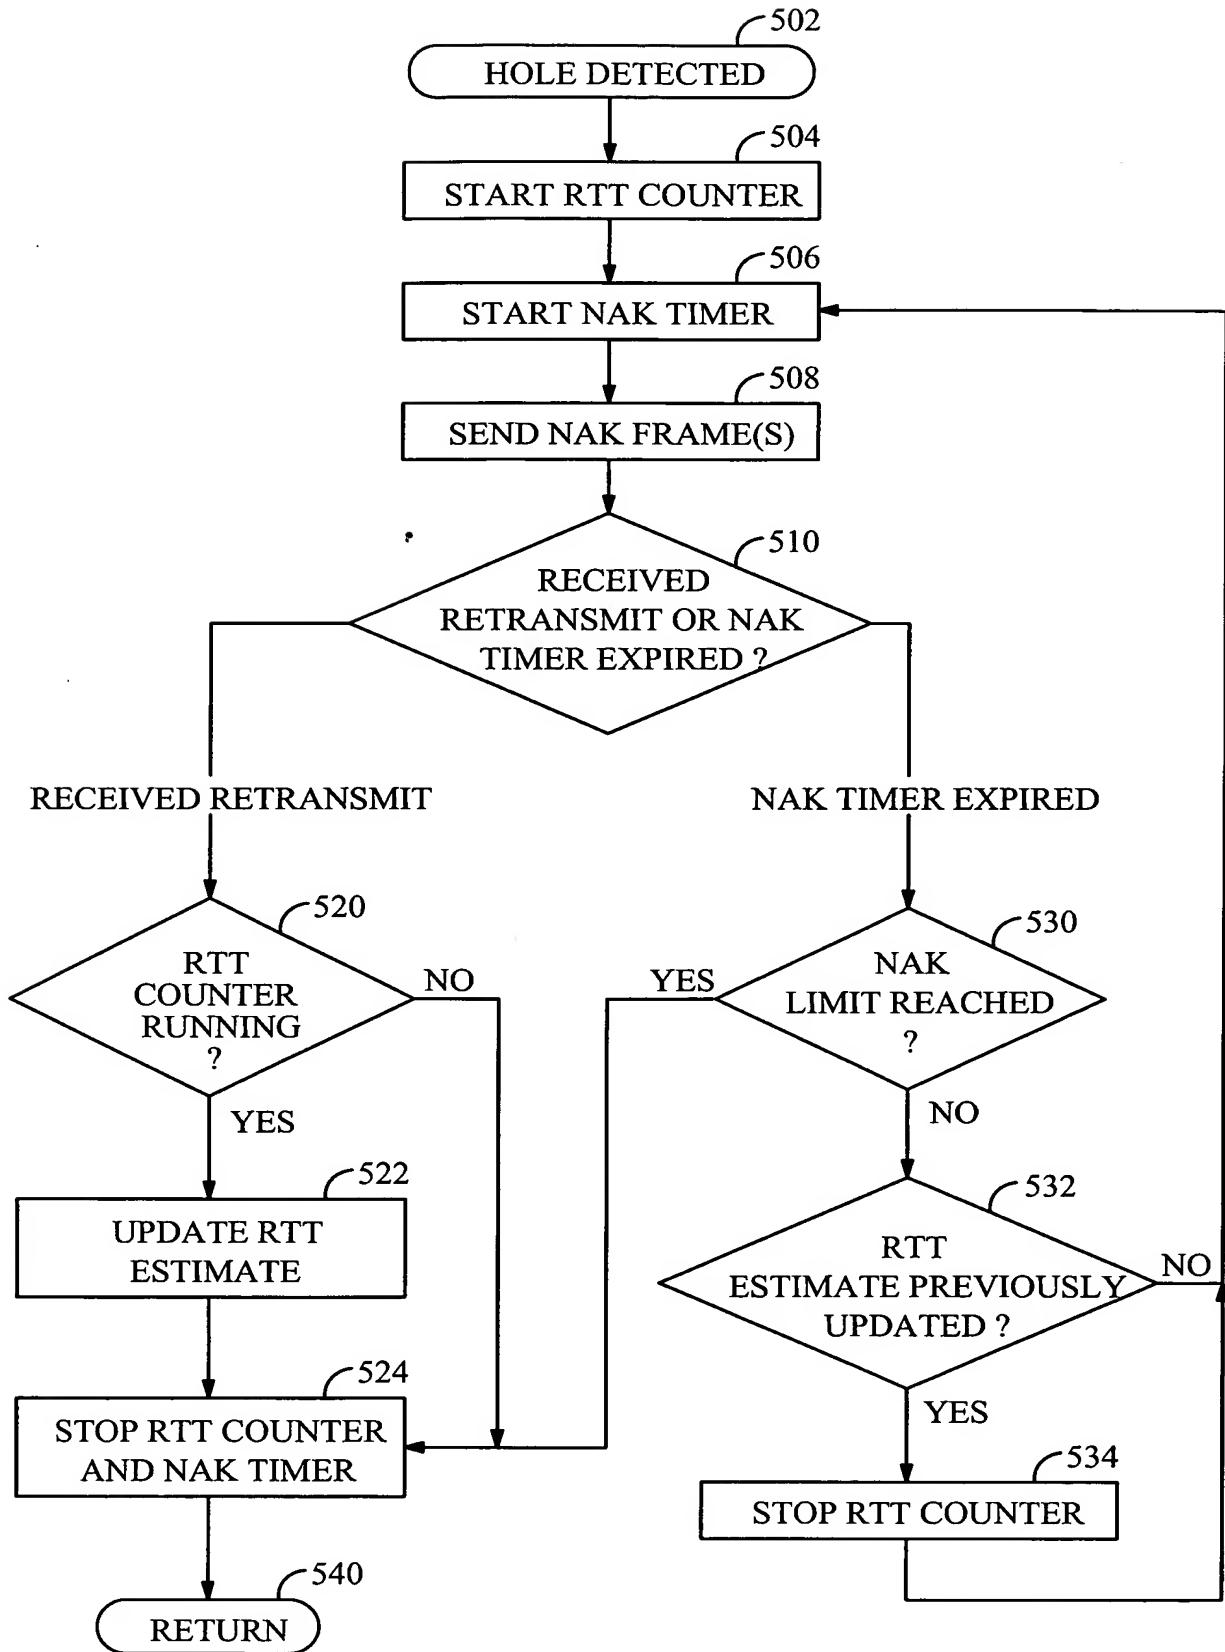 502
HOLE DETECTED
504
START RTT COUNTER
506
START NAK TIMER
508
SEND NAK FRAME(S)
510
RECEIVED
RETRANSMIT OR NAK
TIMER EXPIRED ?
RECEIVED RETRANSMIT
NAK TIMER EXPIRED
520
RTT
COUNTER
RUNNING
?
NO
YES
522
UPDATE RTT
ESTIMATE
524
STOP RTT COUNTER
AND NAK TIMER
540
RETURN
530
NAK
LIMIT REACHED
?
YES
NO
532
RTT
ESTIMATE PREVIOUSLY
UPDATED ?
NO
YES
534
STOP RTT COUNTER